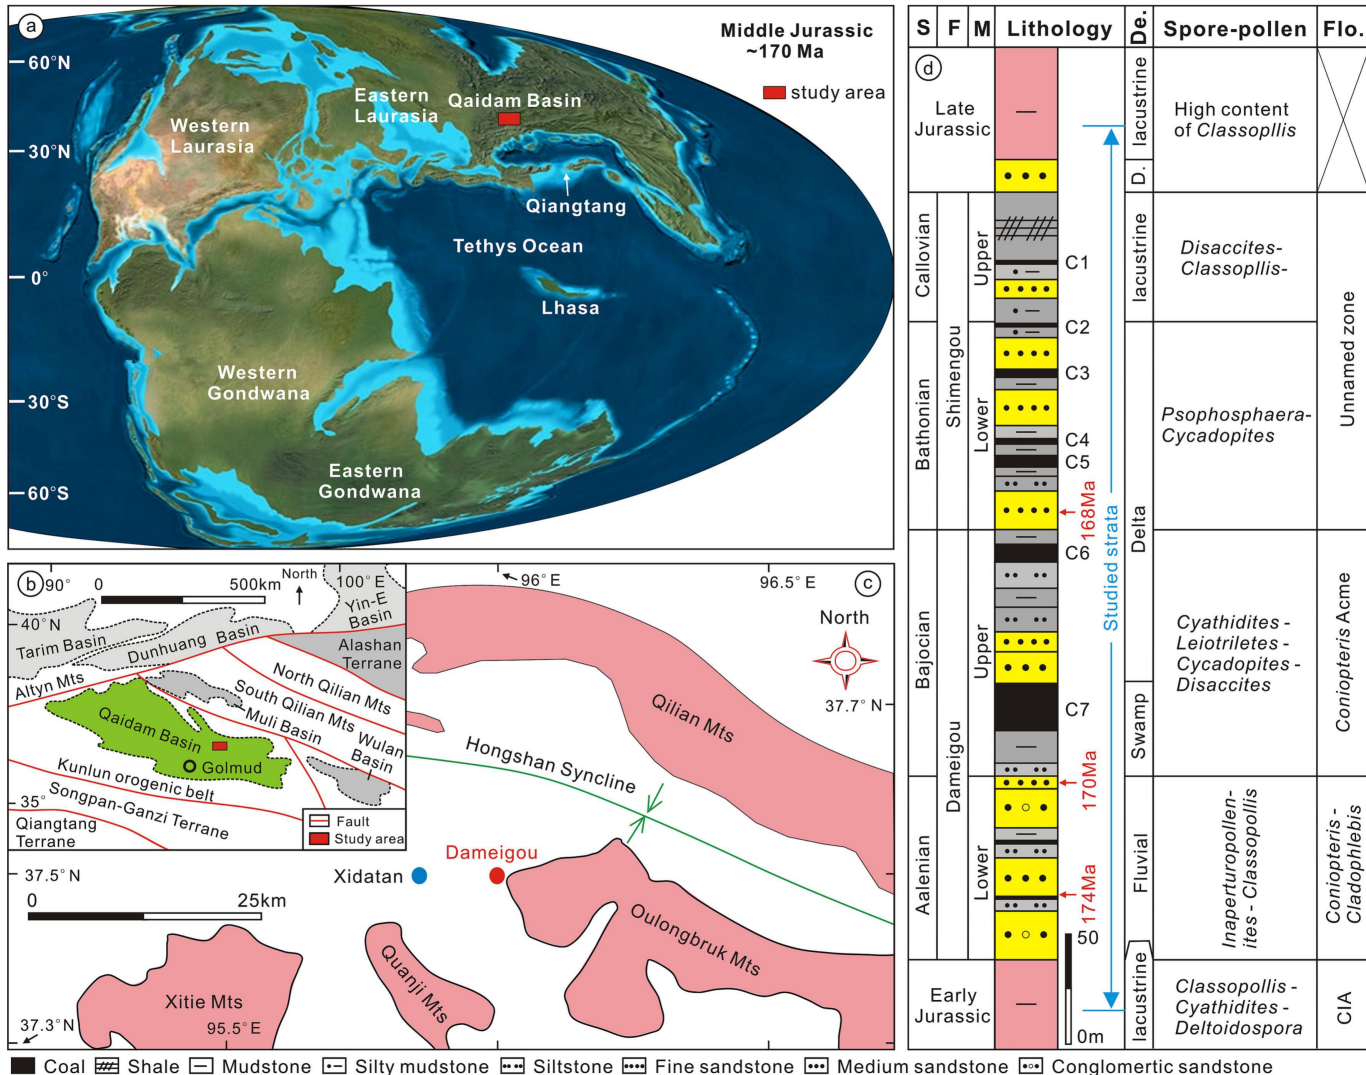 a
Middle Jurassic
~170 Ma
study area
60°N
30°N
0°
30°S
60°S
Western
Laurasia
Eastern
Laurasia
Qaidam Basin
Qiangtang
Tethys Ocean
Lhasa
Western
Gondwana
Eastern
Gondwana
b
90°
0
500km
North
100°E
40°N
Tarim Basin
Dunhuang Basin
Yin-E
Basin
Alashan
Terrane
Altyn Mts
North Qilian Mts
South Qilian Mts
Muli Basin
Wulan
Basin
Qaidam Basin
Golmud
Kunlun orogenic belt
35°
Songpan-Ganzi Terrane
Qiangtang
Terrane
Fault
Study area
c
96°E
96.5°E
North
37.7°N
Qilian Mts
Hongshan Syncline
Dameigou
Xidatan
37.5°N
0
25km
Oulongbruk Mts
Quanji Mts
Xitie Mts
95.5°E
37.3°N
S
F
M
Lithology
De.
Spore-pollen
Flo.
d
Late
Jurassic
lacustrine
High content
of Classopllis
D.
Callovian
Shimengou
Upper
C1
lacustrine
Disaccites-
Classopllis-
Unnamed zone
Bathonian
Lower
C2
C3
C4
C5
168Ma
Studied strata
Delta
Psophosphaera-
Cycadopites
Bajocian
Dameigou
Upper
C6
C7
Swamp
Cyathidites -
Leiotriletes -
Cycadopites -
Disaccites
Coniopteris Acme
Aalenian
Lower
170Ma
174Ma
Fluvial
Inaperturopollen-
ites - Classopollis
Coniopteris -
Cladophlebis
Early
Jurassic
50
0m
lacustrine
Classopollis -
Cyathidites -
Deltoidospora
CIA
Coal
Shale
Mudstone
Silty mudstone
Siltstone
Fine sandstone
Medium sandstone
Conglomertic sandstone